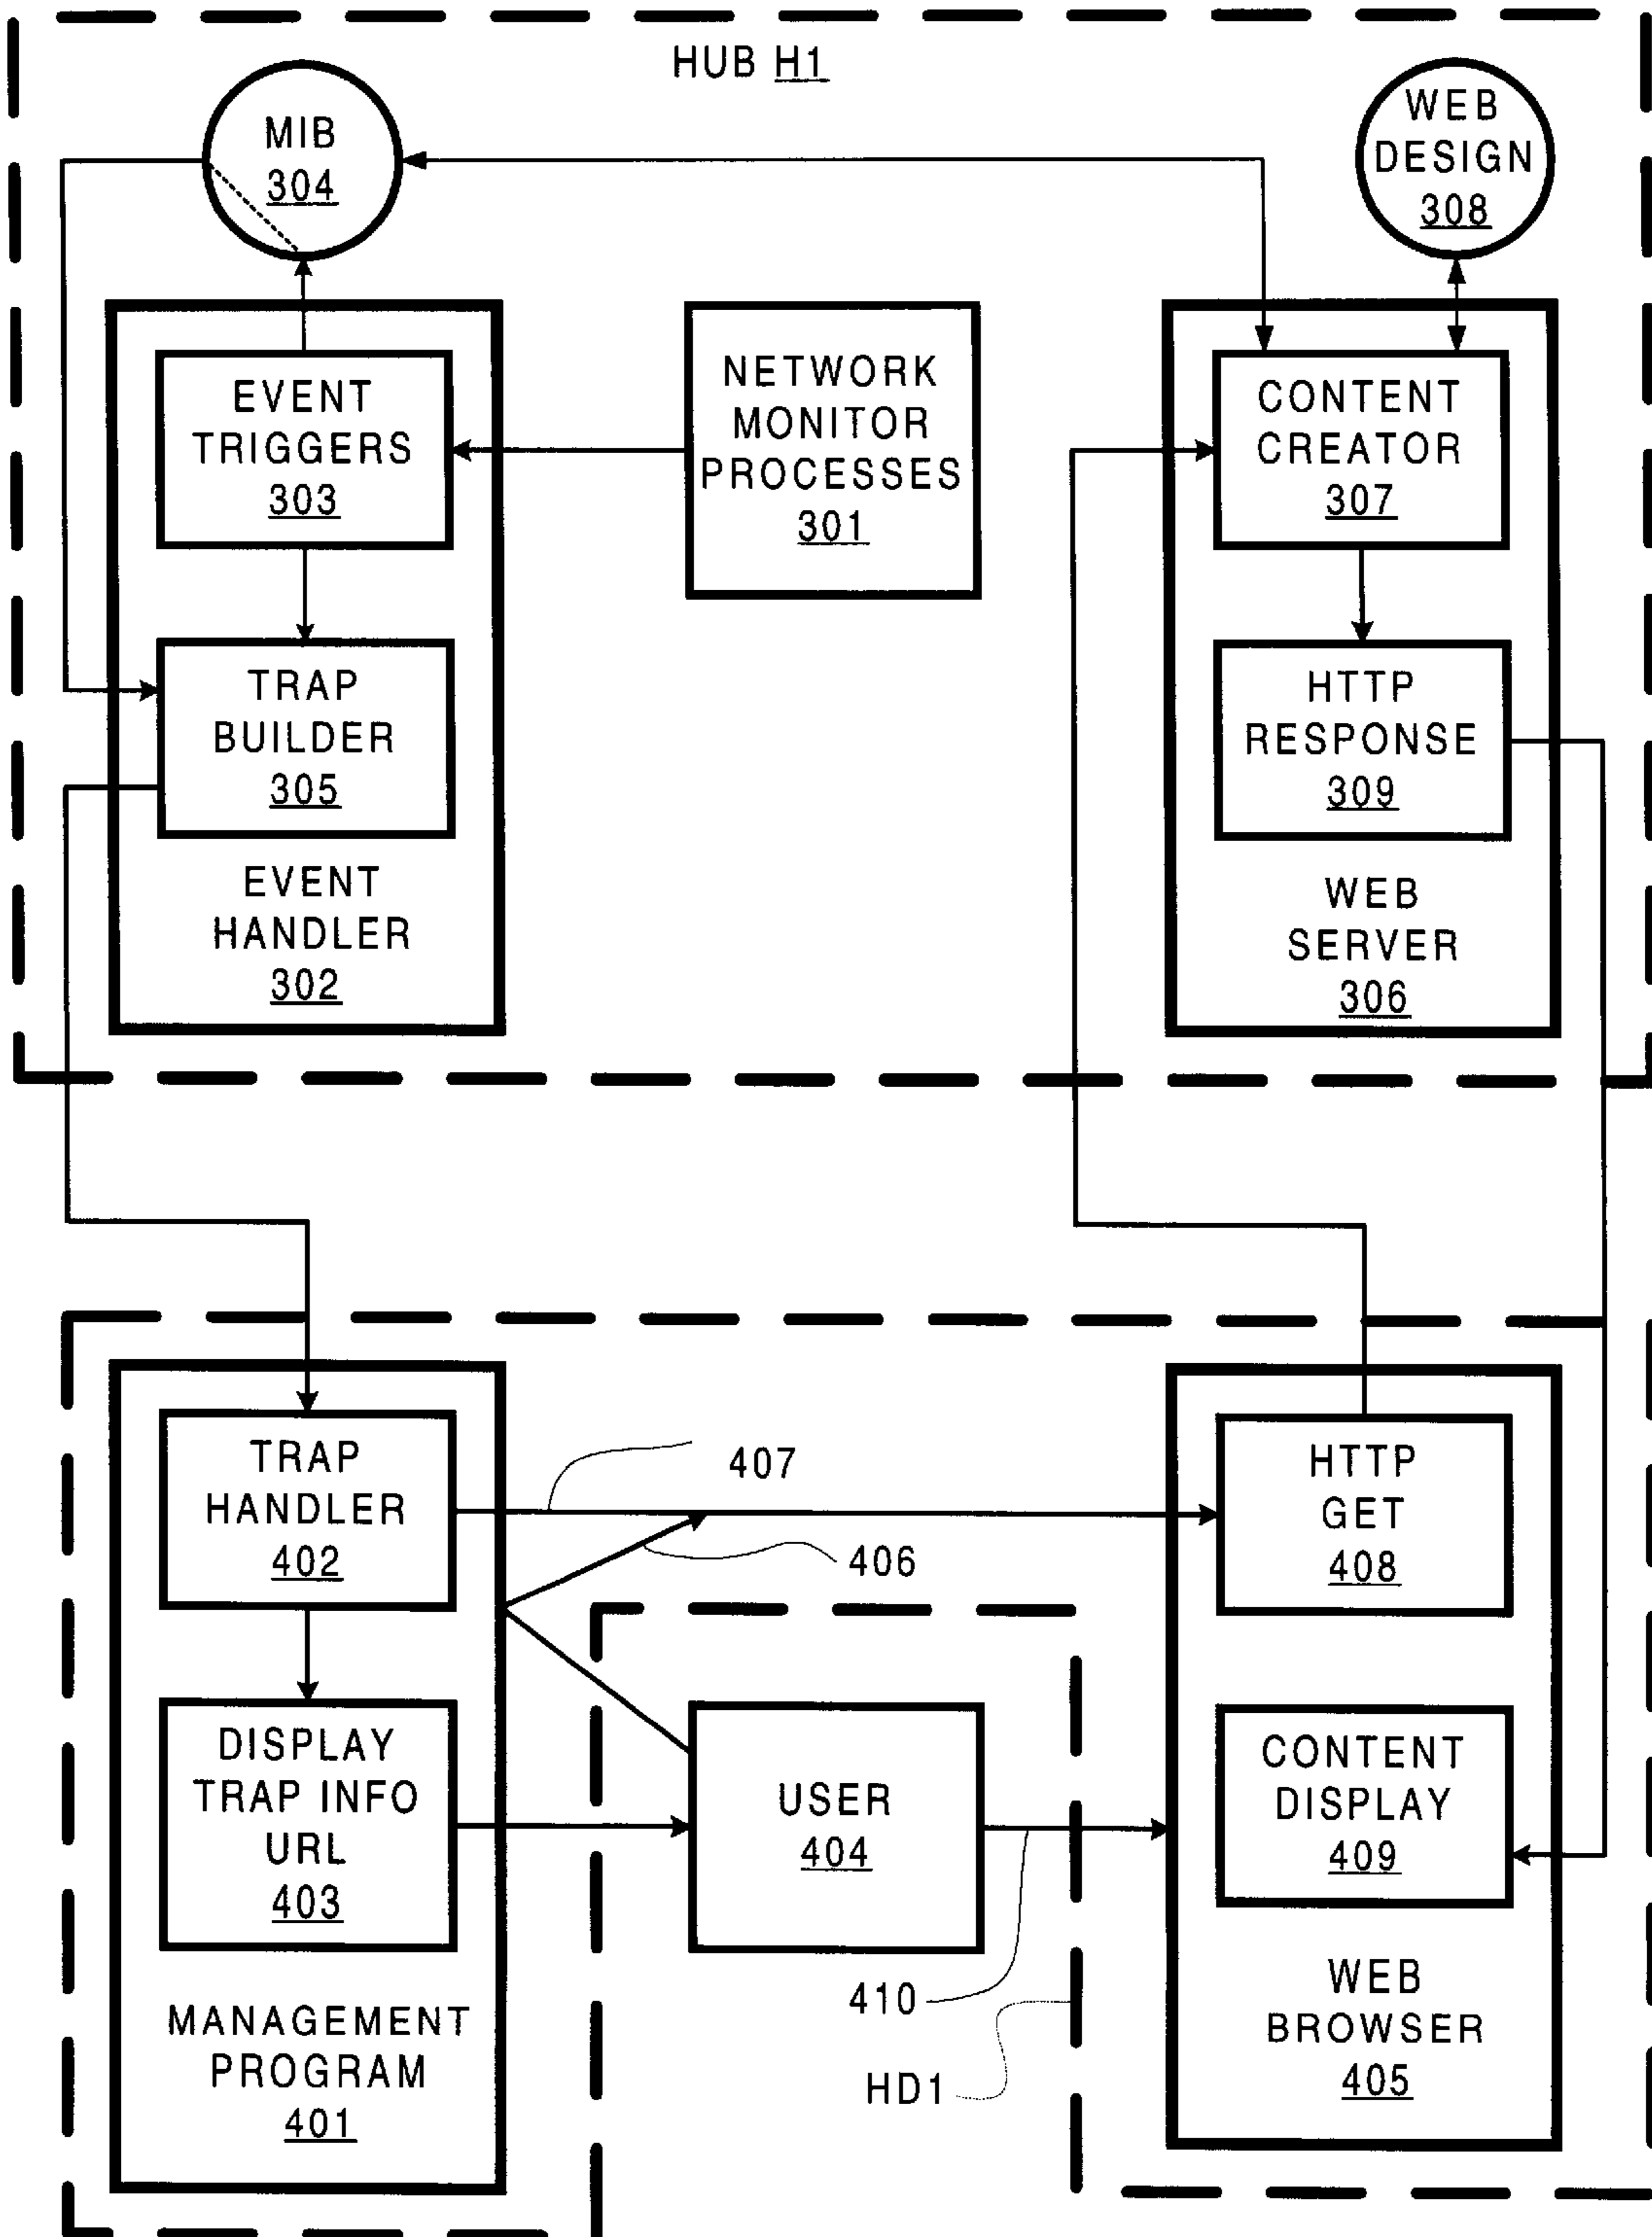 HUB H1
MIB
304
WEB
DESIGN
308
EVENT
TRIGGERS
303
NETWORK
MONITOR
PROCESSES
301
CONTENT
CREATOR
307
TRAP
BUILDER
305
HTTP
RESPONSE
309
EVENT
HANDLER
302
WEB
SERVER
306
TRAP
HANDLER
402
407
406
HTTP
GET
408
DISPLAY
TRAP INFO
URL
403
USER
404
CONTENT
DISPLAY
409
410
HD1
MANAGEMENT
PROGRAM
401
WEB
BROWSER
405